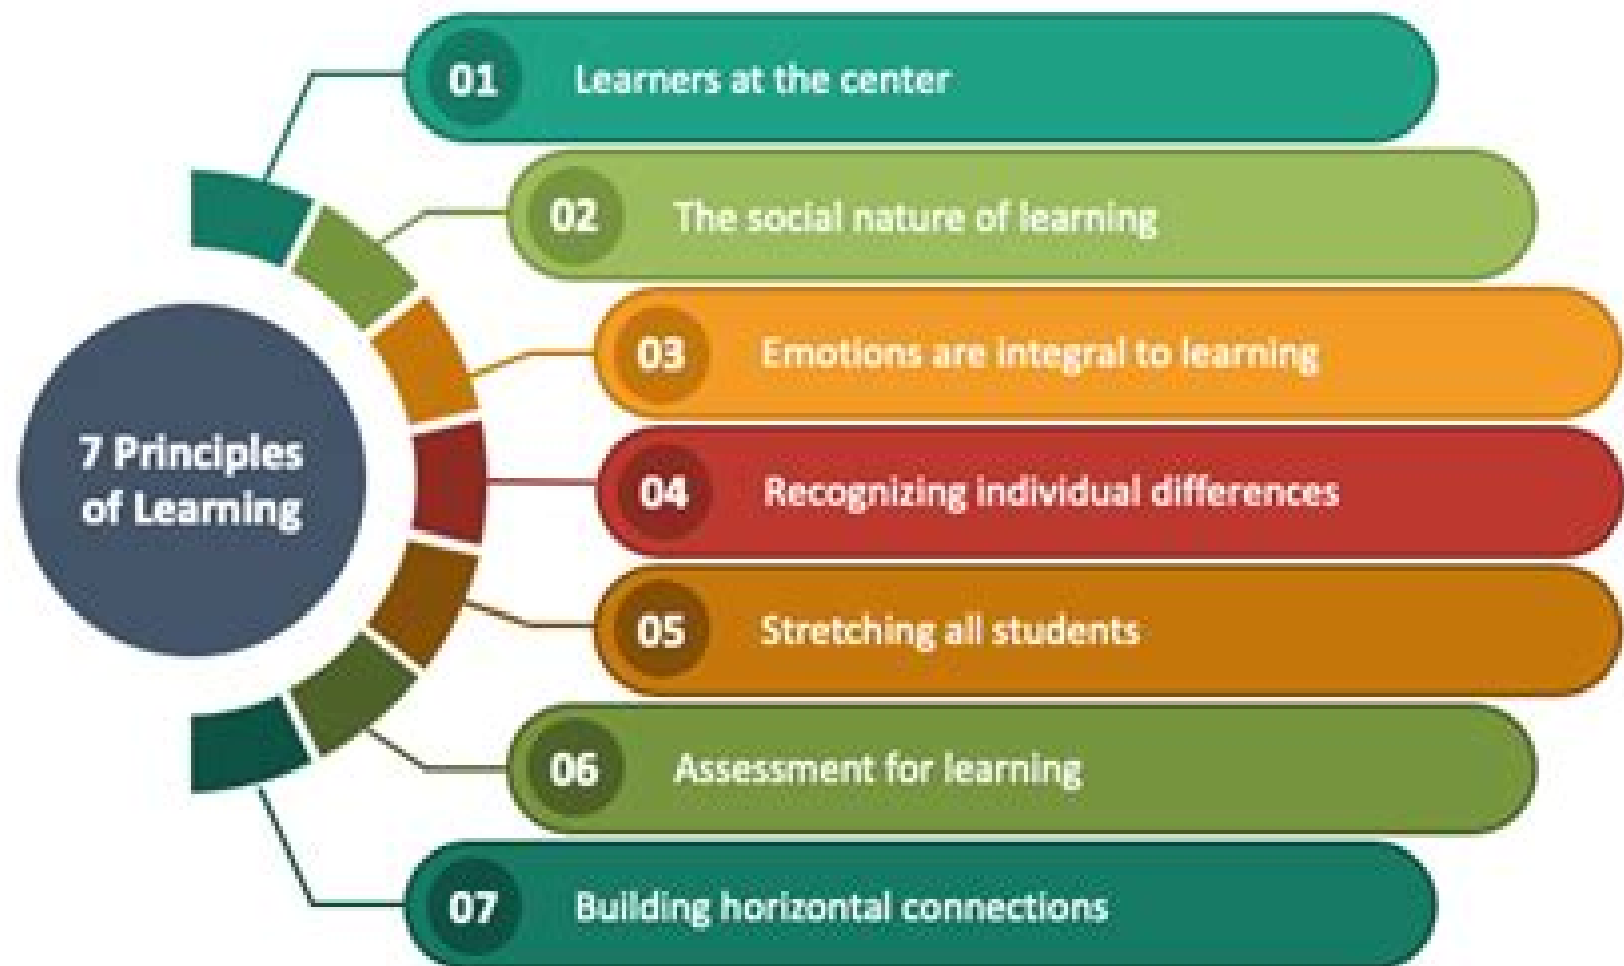 01 Learners at the center
02 The social nature of learning
03 Emotions are integral to learning
7 Principles
of Learning
04 Recognizing individual differences
05 Stretching all students
06 Assessment for learning
07 Building horizontal connections